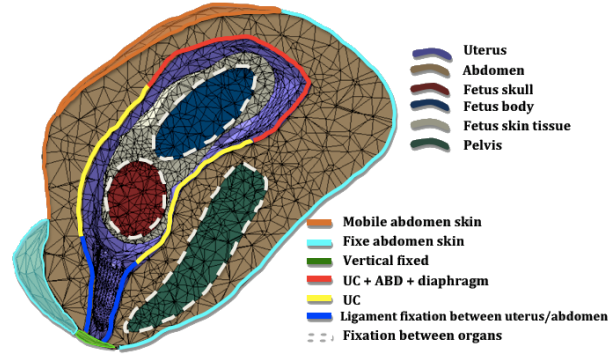 Uterus
Abdomen
Fetus skull
Fetus body
Fetus skin tissue
Pelvis
Mobile abdomen skin
Fixe abdomen skin
Vertical fixed
UC + ABD + diaphragm
UC
Ligament fixation between uterus/abdomen
Fixation between organs